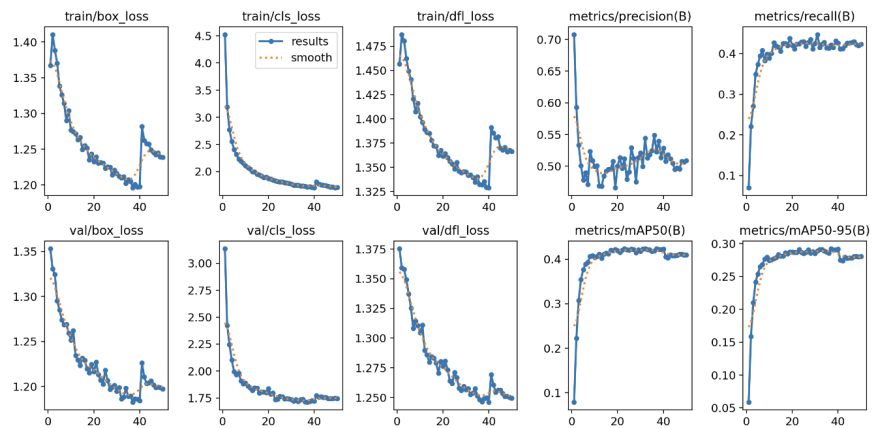 train/box_loss
1.40
1.35
1.30
1.25
1.20
0 20 40
train/cls_loss
results
smooth
4.5
4.0
3.5
3.0
2.5
2.0
0 20 40
train/dfl_loss
1.475
1.450
1.425
1.400
1.375
1.350
1.325
0 20 40
metrics/precision(B)
0.70
0.65
0.60
0.55
0.50
0 20 40
metrics/recall(B)
0.4
0.3
0.2
0.1
0 20 40
val/box_loss
1.35
1.30
1.25
1.20
0 20 40
val/cls_loss
3.00
2.75
2.50
2.25
2.00
1.75
0 20 40
val/dfl_loss
1.375
1.350
1.325
1.300
1.275
1.250
0 20 40
metrics/mAP50(B)
0.4
0.3
0.2
0.1
0 20 40
metrics/mAP50-95(B)
0.30
0.25
0.20
0.15
0.10
0.05
0 20 40